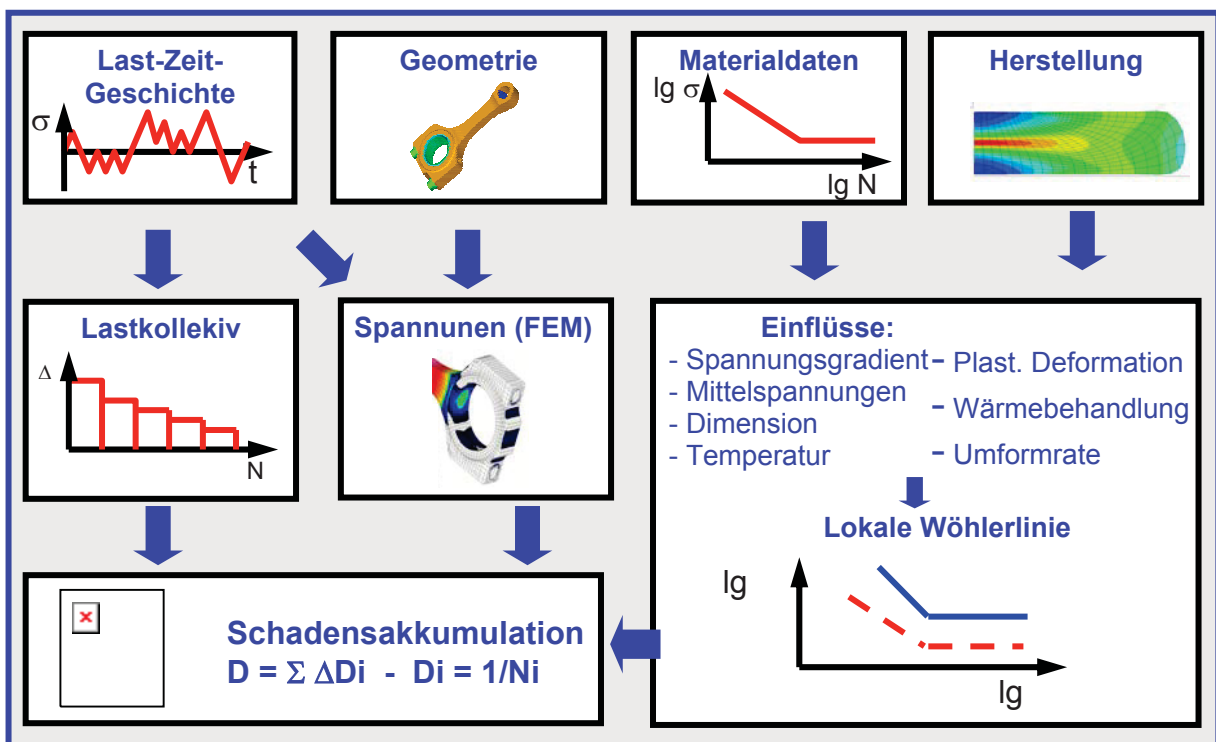 Last-Zeit-
Geschichte
σ
t
Geometrie
Materialdaten
lg σ
lg N
Herstellung
Lastkollekiv
Δ
N
Spannunen (FEM)
Einflüsse:
- Spannungsgradient
- Mittelspannungen
- Dimension
- Temperatur
- Plast. Deformation
- Wärmebehandlung
- Umformrate
Lokale Wöhlerlinie
lg
lg
Schadensakkumulation
D = Σ ΔDi - Di = 1/Ni